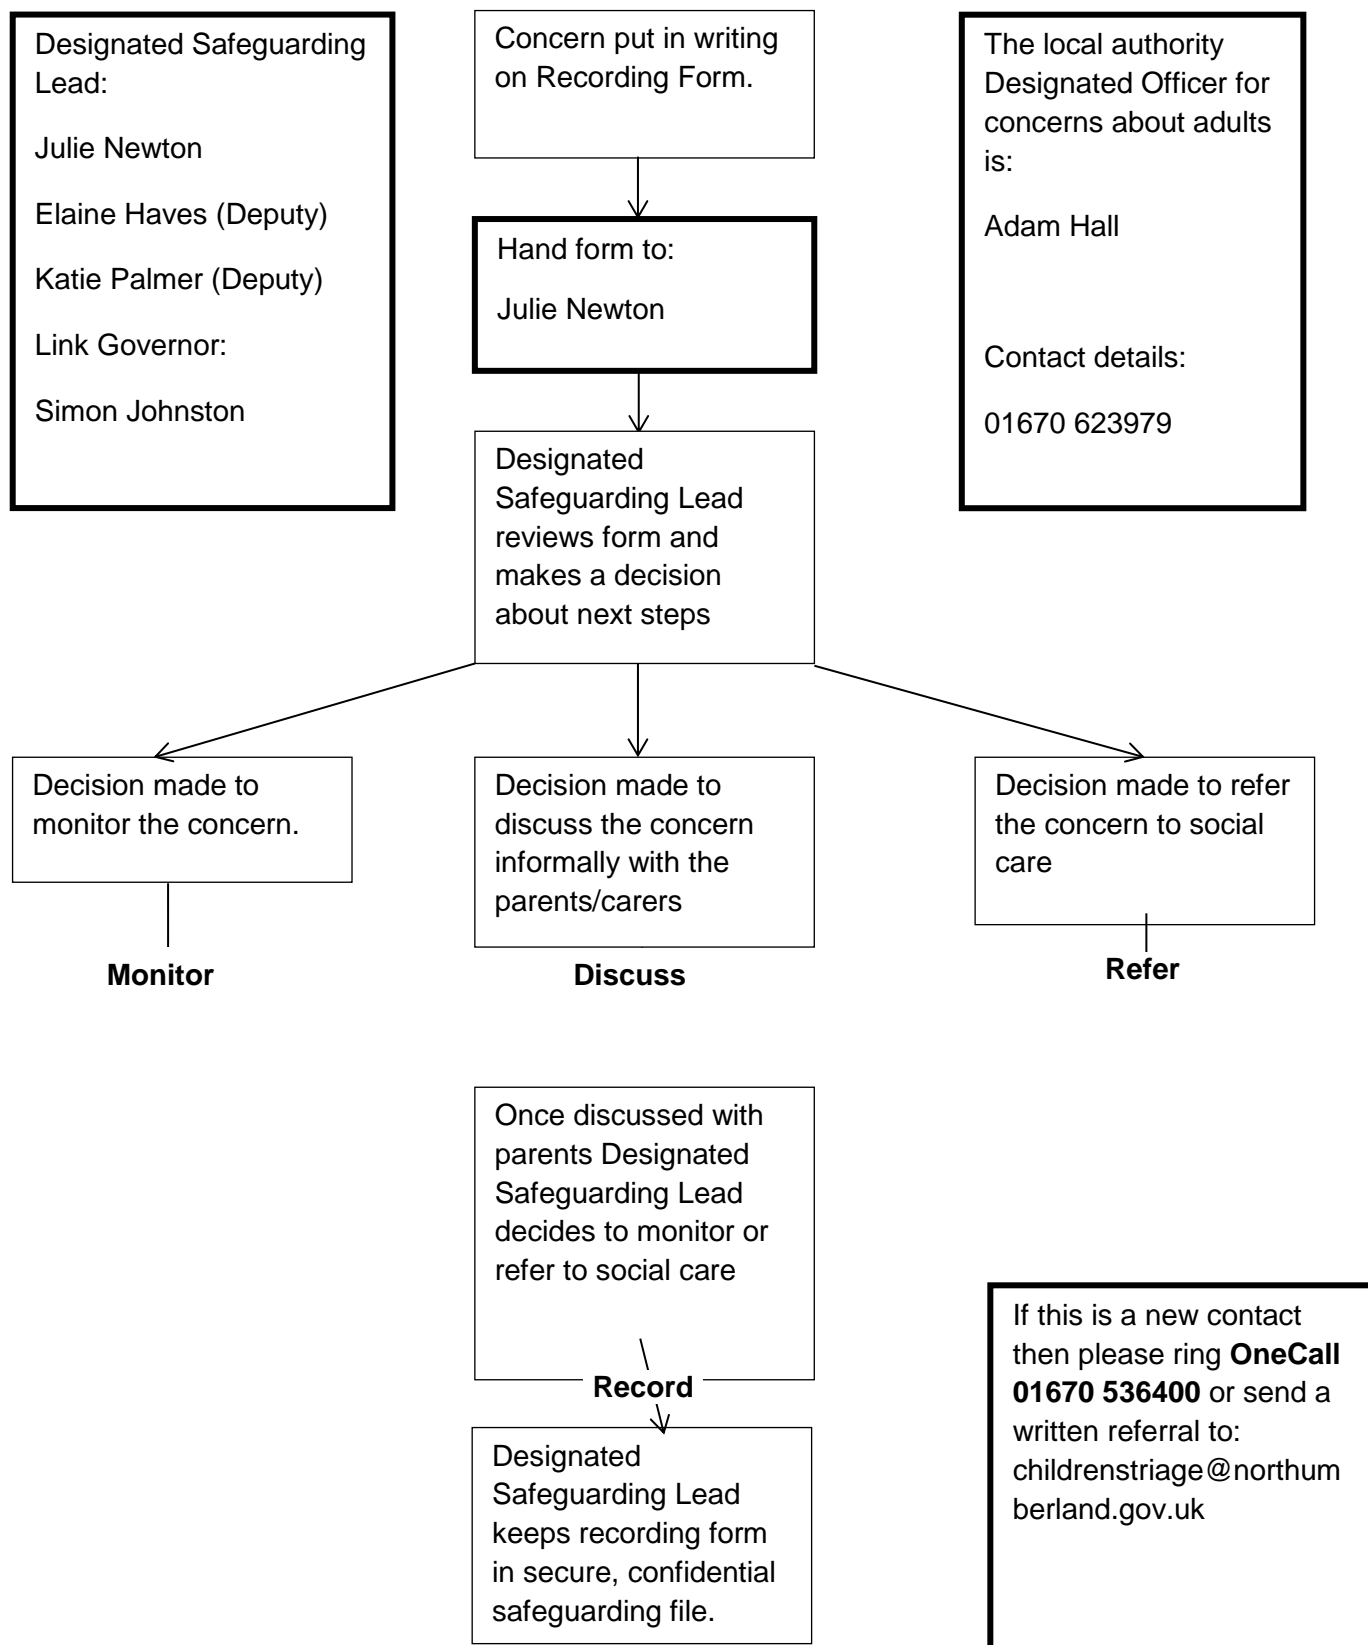 Designated Safeguarding
Lead:
Julie Newton
Elaine Haves (Deputy)
Katie Palmer (Deputy)
Link Governor:
Simon Johnston
Concern put in writing
on Recording Form.
The local authority
Designated Officer for
concerns about adults
is:
Adam Hall
Contact details:
01670 623979
Hand form to:
Julie Newton
Designated
Safeguarding Lead
reviews form and
makes a decision
about next steps
Decision made to
monitor the concern.
Decision made to
discuss the concern
informally with the
parents/carers
Decision made to refer
the concern to social
care
Monitor
Discuss
Refer
Once discussed with
parents Designated
Safeguarding Lead
decides to monitor or
refer to social care
Record
Designated
Safeguarding Lead
keeps recording form
in secure, confidential
safeguarding file.
If this is a new contact
then please ring OneCall
01670 536400 or send a
written referral to:
childrenstriage@northum
berland.gov.uk